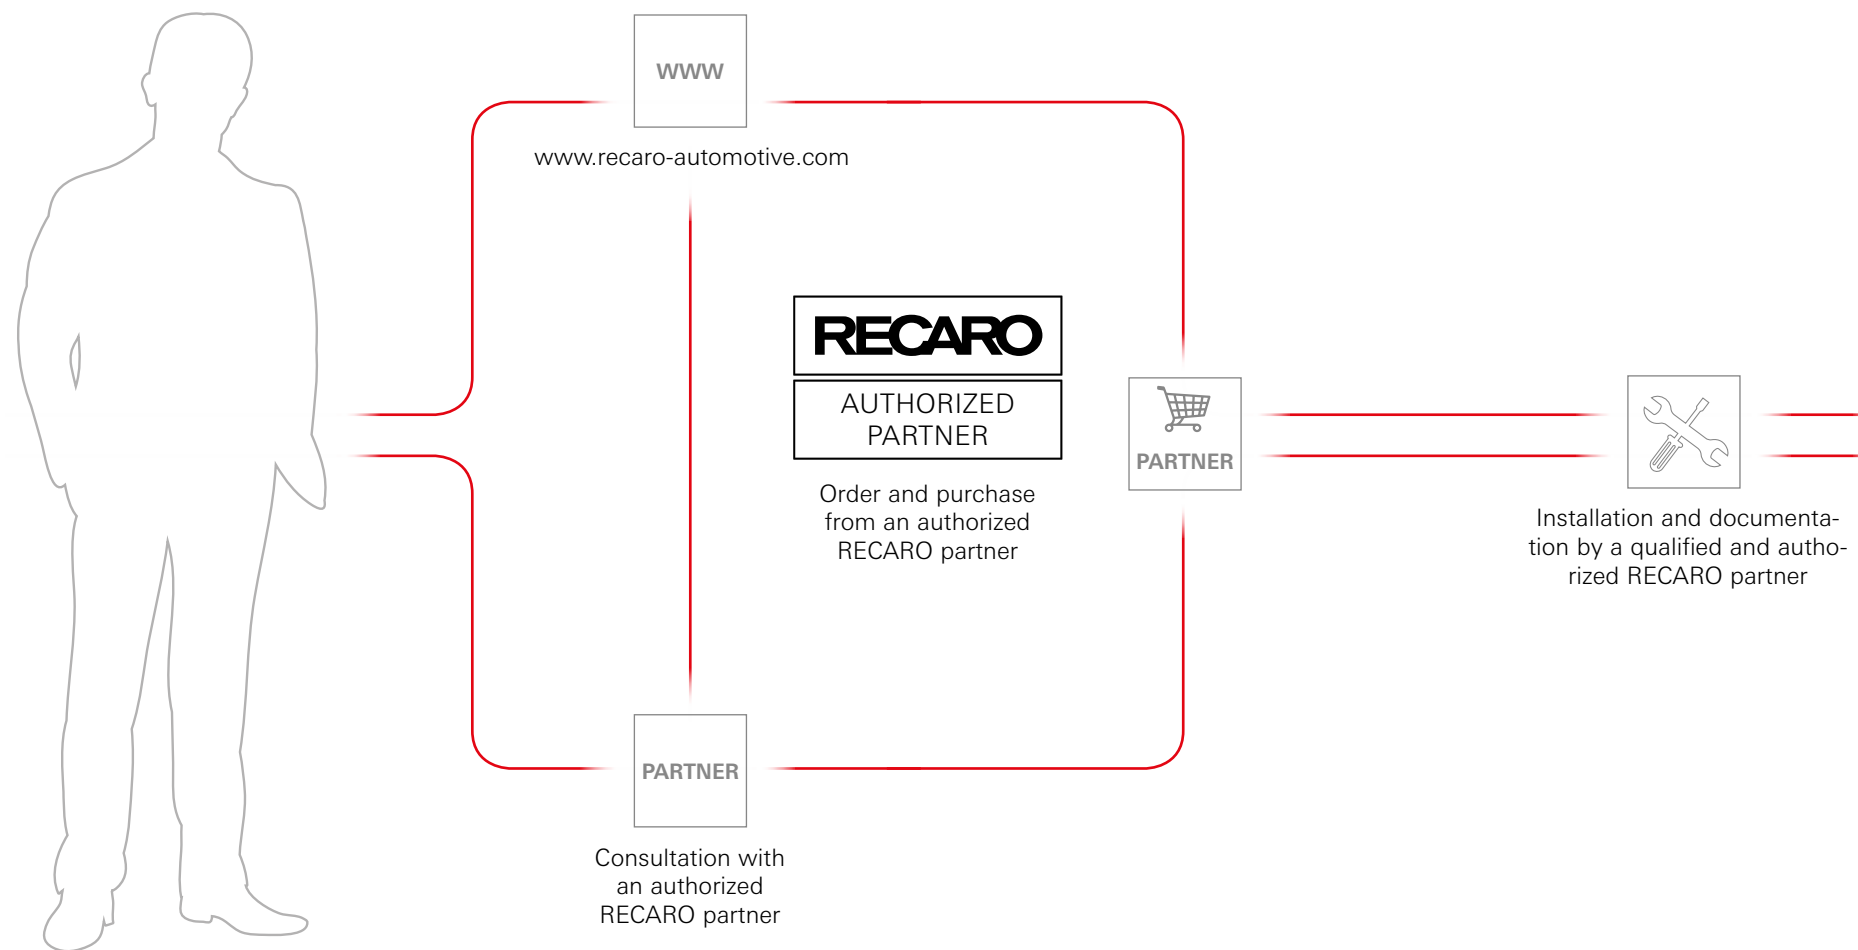 WWW
www.recaro-automotive.com
RECARO
AUTHORIZED
PARTNER
Order and purchase
from an authorized
RECARO partner
PARTNER
Installation and documenta-
tion by a qualified and autho-
rized RECARO partner
PARTNER
Consultation with
an authorized
RECARO partner